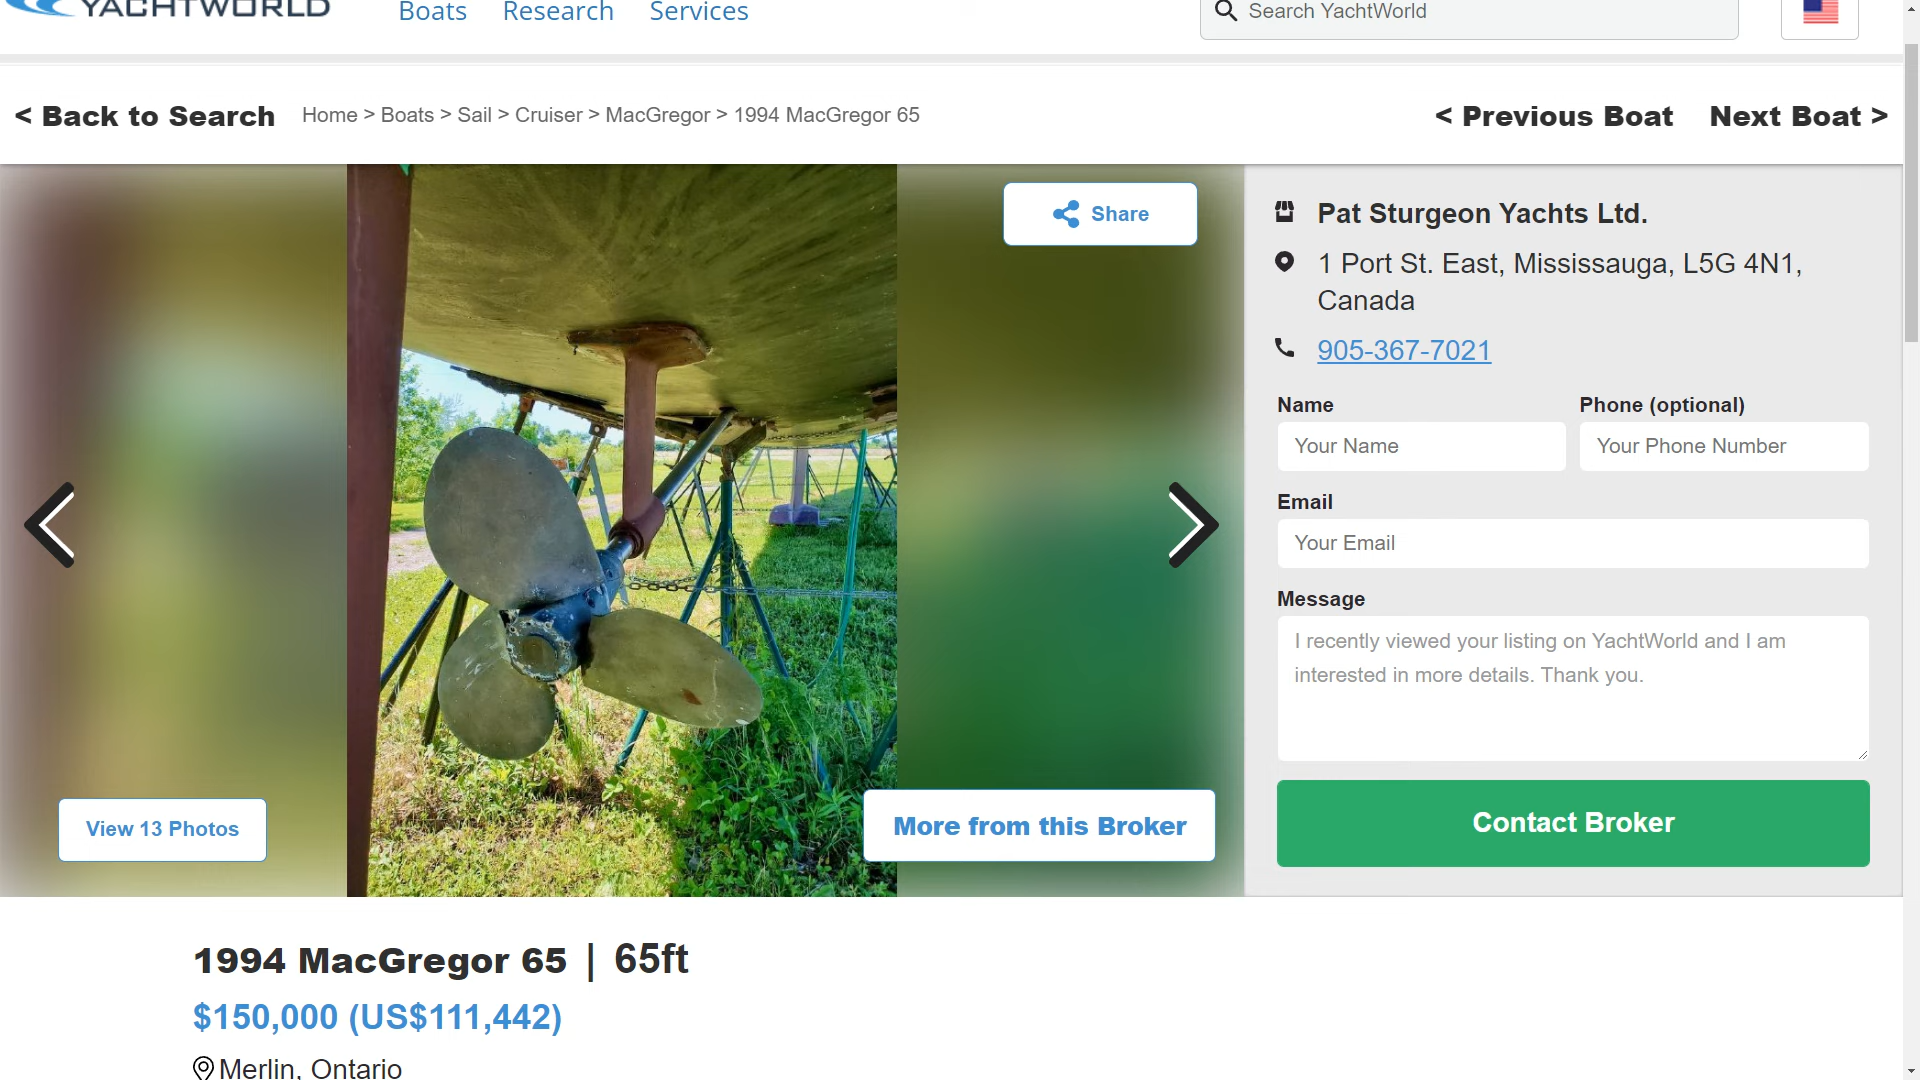 YACHTWORLD
Boats Research Services
Search YachtWorld
< Back to Search
Home > Boats > Sail > Cruiser > MacGregor > 1994 MacGregor 65
< Previous Boat Next Boat >
Share
View 13 Photos
More from this Broker
Pat Sturgeon Yachts Ltd.
1 Port St. East, Mississauga, L5G 4N1,
Canada
905-367-7021
Name Phone (optional)
Your Name Your Phone Number
Email
Your Email
Message
I recently viewed your listing on YachtWorld and I am
interested in more details. Thank you.
Contact Broker
1994 MacGregor 65 | 65ft
$150,000 (US$111,442)
Merlin, Ontario